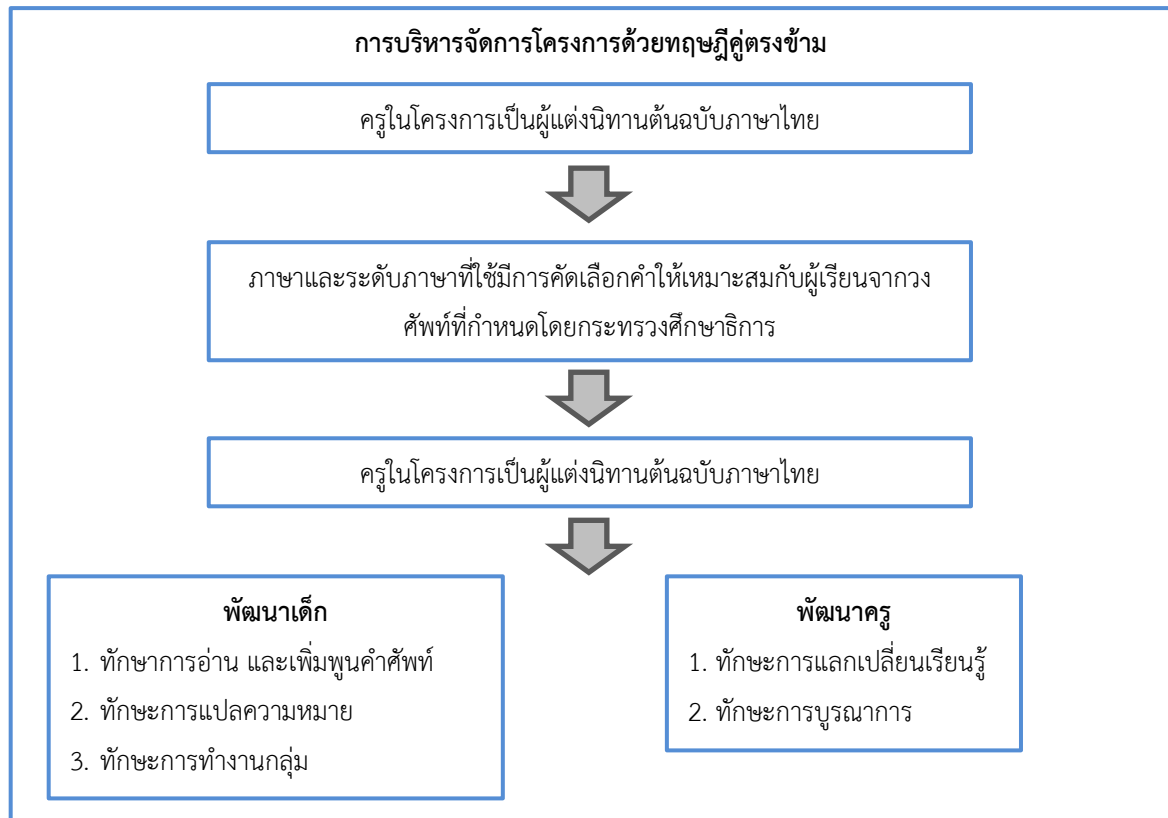 การบริหารจัดการโครงการด้วยทฤษฎีคู่ตรงข้าม
ครูในโครงการเป็นผู้แต่งนิทานต้นฉบับภาษาไทย
ภาษาและระดับภาษาที่ใช้มีการคัดเลือกคำให้เหมาะสมกับผู้เรียนจากวง
ศัพท์ที่กำหนดโดยกระทรวงศึกษาธิการ
ครูในโครงการเป็นผู้แต่งนิทานต้นฉบับภาษาไทย
พัฒนาเด็ก
1. ทักษาการอ่าน และเพิ่มพูนคำศัพท์
2. ทักษะการแปลความหมาย
3. ทักษะการทำงานกลุ่ม
พัฒนาครู
1. ทักษะการแลกเปลี่ยนเรียนรู้
2. ทักษะการบูรณาการ